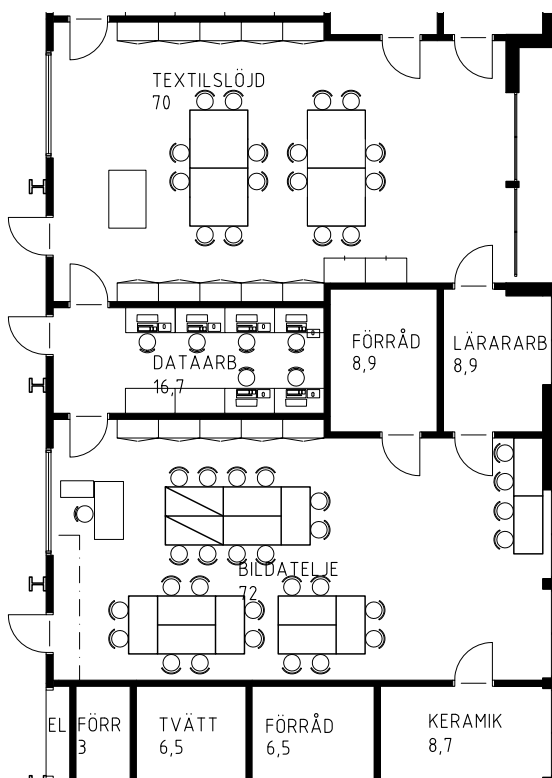 TEXTILSLÖJD
70
DATAARB
16,7
FÖRRÅD
8,9
LÄRARARB
8,9
BILDATELJE
72
EL
FÖRR
3
TVÄTT
6,5
FÖRRÅD
6,5
KERAMIK
8,7